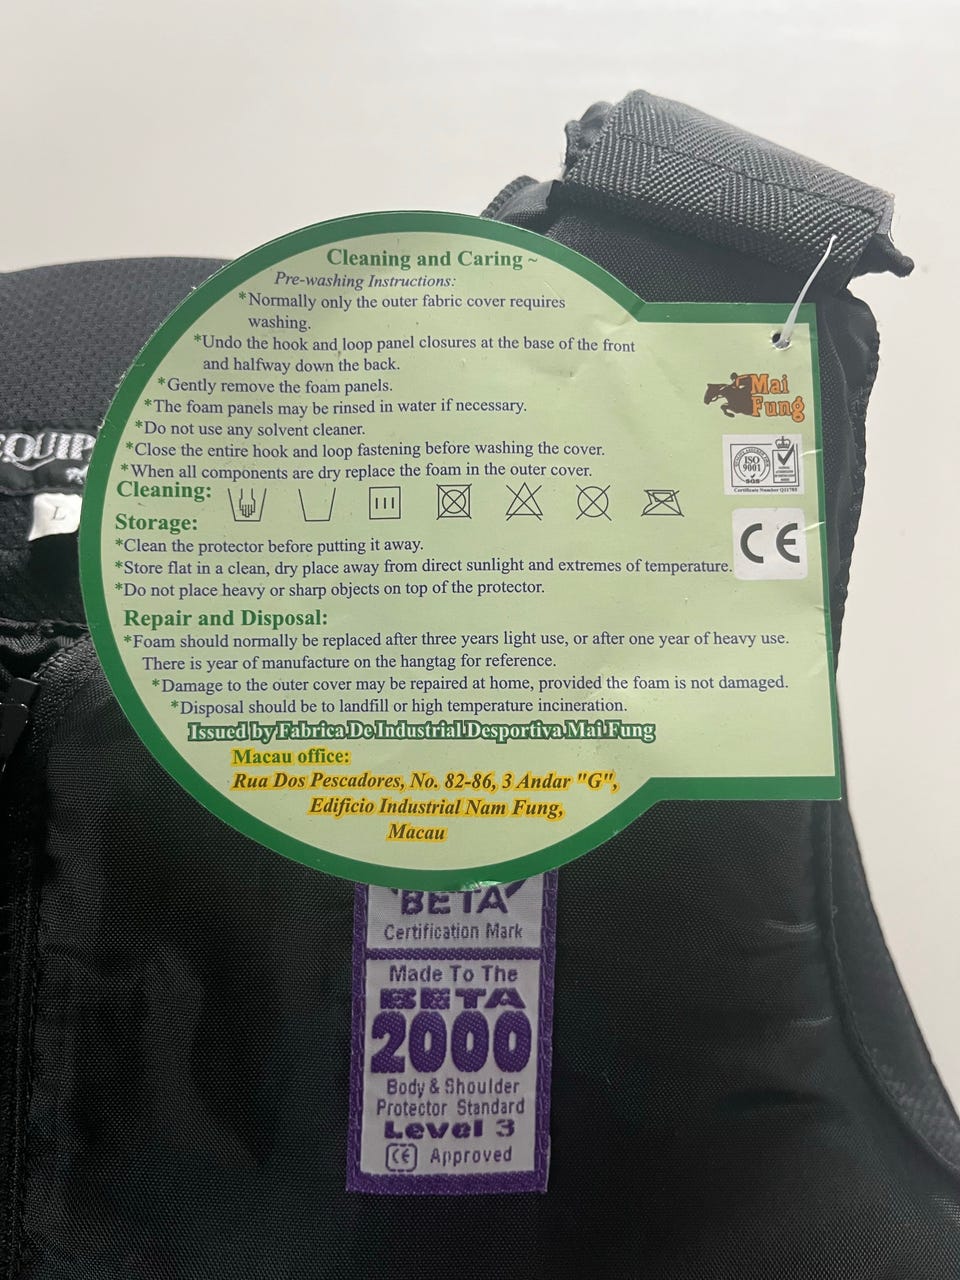 Cleaning and Caring ~
Pre-washing Instructions:
*Normally only the outer fabric cover requires
washing.
*Undo the hook and loop panel closures at the base of the front
and halfway down the back.
*Gently remove the foam panels.
*The foam panels may be rinsed in water if necessary.
*Do not use any solvent cleaner.
*Close the entire hook and loop fastening before washing the cover.
*When all components are dry replace the foam in the outer cover.
Cleaning:
Storage:
*Clean the protector before putting it away.
*Store flat in a clean, dry place away from direct sunlight and extremes of temperature.
*Do not place heavy or sharp objects on top of the protector.
Repair and Disposal:
*Foam should normally be replaced after three years light use, or after one year of heavy use.
There is year of manufacture on the hangtag for reference.
*Damage to the outer cover may be repaired at home, provided the foam is not damaged.
*Disposal should be to landfill or high temperature incineration.
Issued by Fabrica De Industrial Desportiva Mai Fung
Macau office:
Rua Dos Pescadores, No. 82-86, 3 Andar "G",
Edificio Industrial Nam Fung,
Macau
Mai
Fung
ISO
9001
SGS
CE
EQUIP
L
BETA
Certification Mark
Made To The
BETA
2000
Body & Shoulder
Protector Standard
Level 3
CE Approved